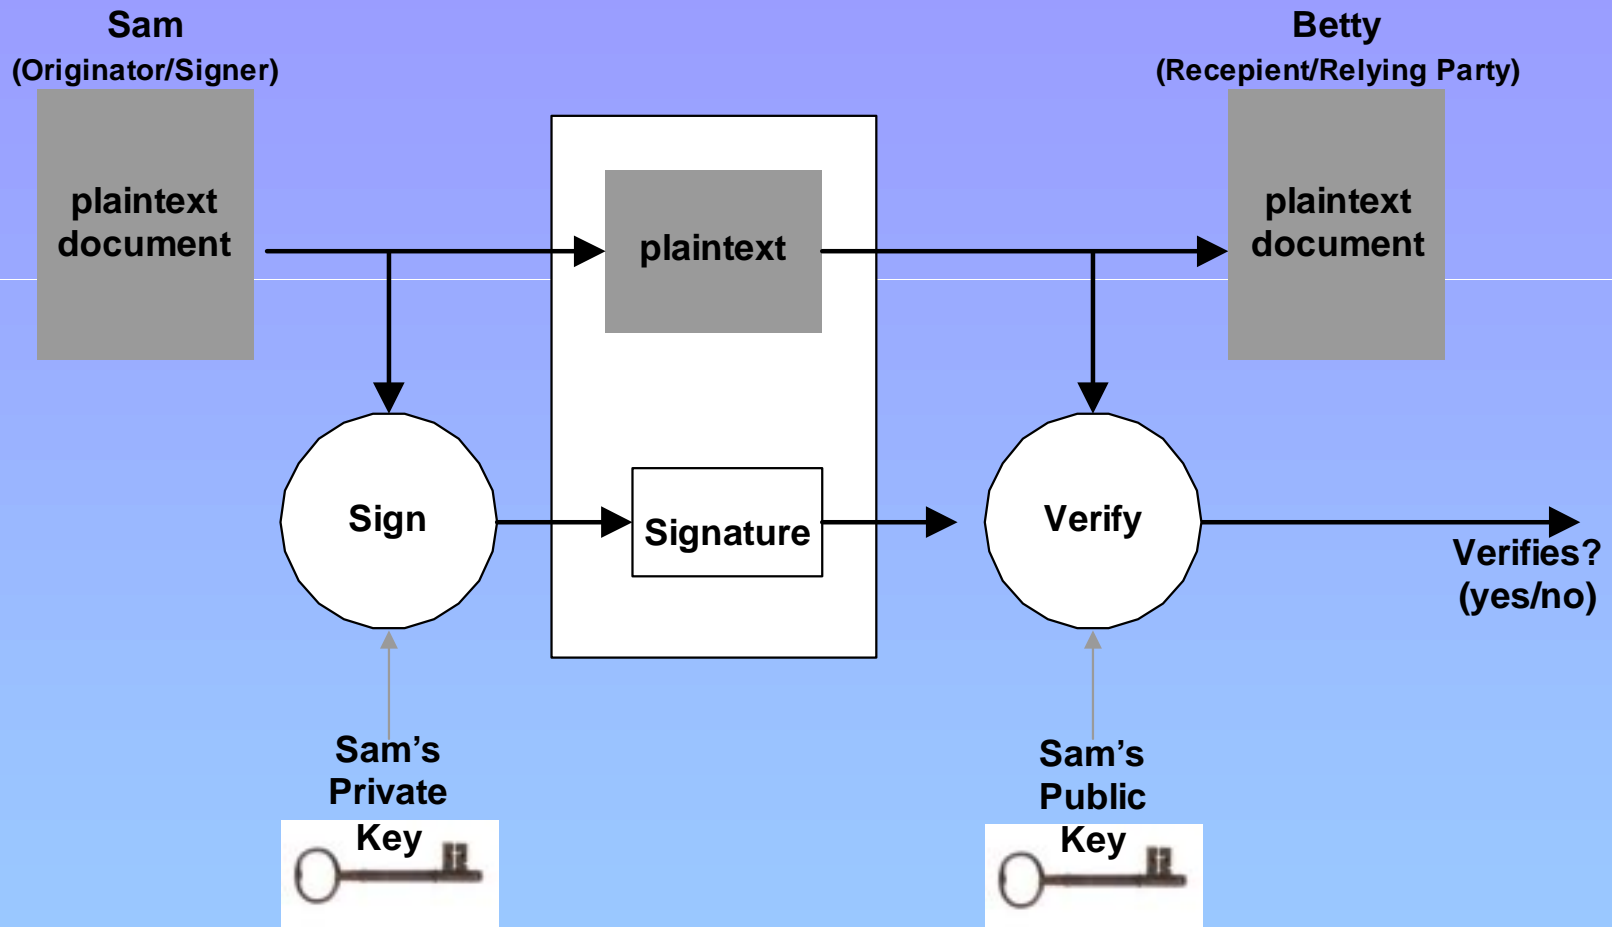 Sam
(Originator/Signer)
Betty
(Recepient/Relying Party)
plaintext
document
plaintext
plaintext
document
Sign
Signature
Verify
Verifies?
(yes/no)
Sam’s
Private
Key
Sam’s
Public
Key